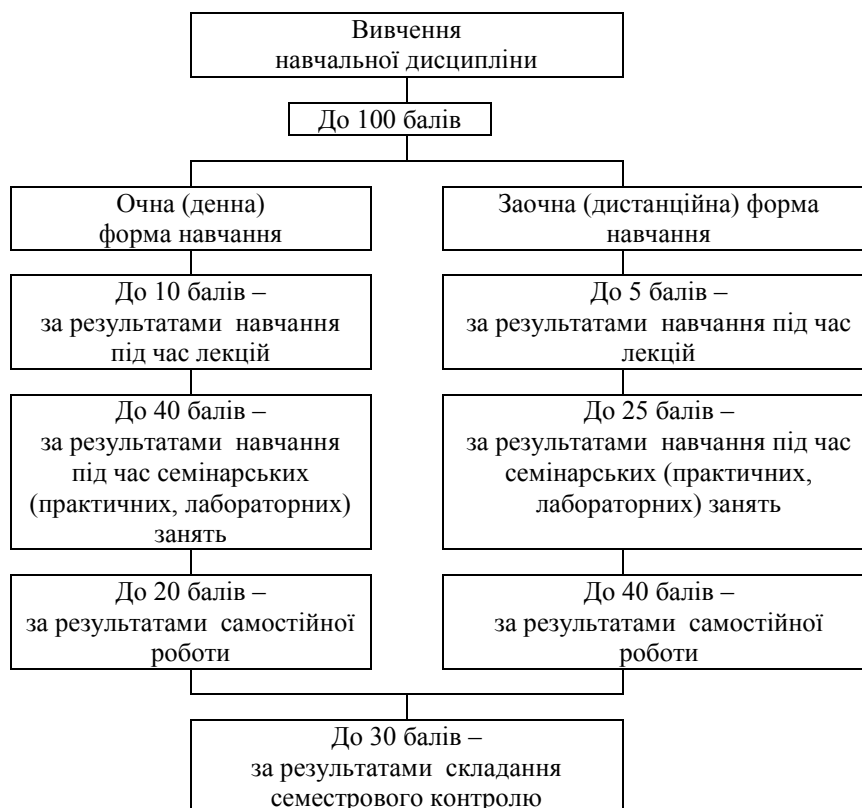 Вивчення
навчальної дисципліни
До 100 балів
Очна (денна)
форма навчання
До 10 балів –
за результатами навчання
під час лекцій
До 40 балів –
за результатами навчання
під час семінарських
(практичних, лабораторних)
занять
До 20 балів –
за результатами самостійної
роботи
Заочна (дистанційна) форма
навчання
До 5 балів –
за результатами навчання під час
лекцій
До 25 балів –
за результатами навчання під час
семінарських (практичних,
лабораторних) занять
До 40 балів –
за результатами самостійної
роботи
До 30 балів –
за результатами складання
семестрового контролю